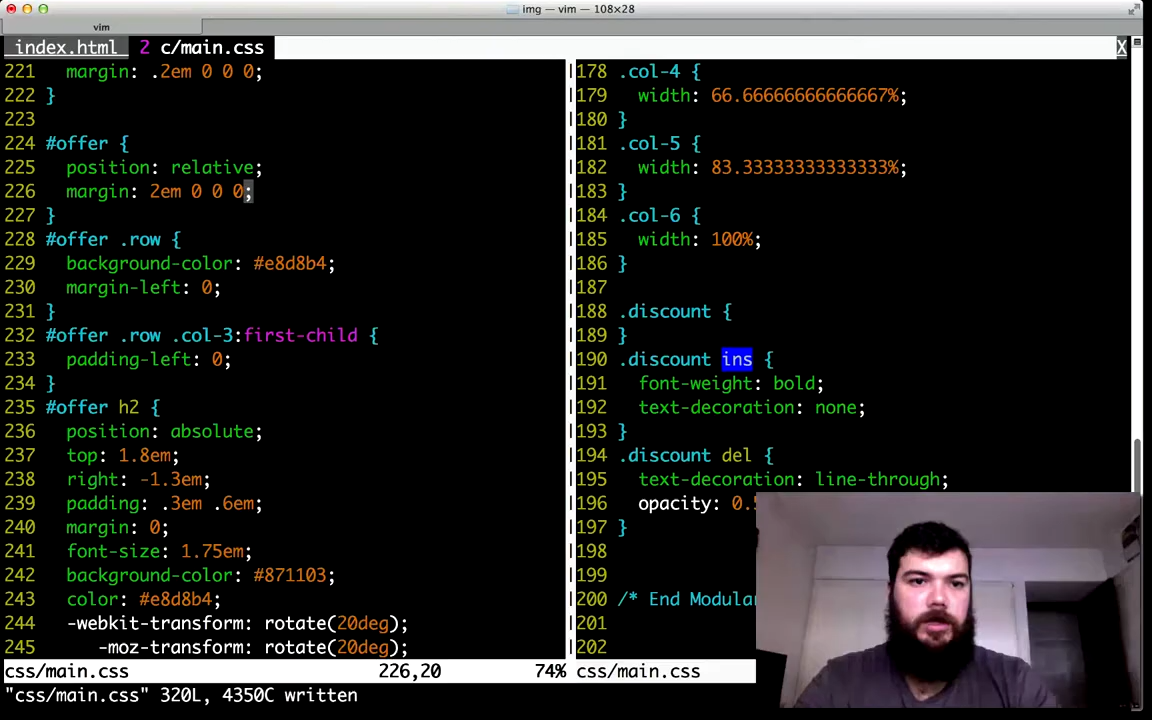 img — vim — 108×28
vim
index.html 2 c/main.css X
221 margin: .2em 0 0 0;
222 }
223
224 #offer {
225 position: relative;
226 margin: 2em 0 0 0;
227 }
228 #offer .row {
229 background-color: #e8d8b4;
230 margin-left: 0;
231 }
232 #offer .row .col-3:first-child {
233 padding-left: 0;
234 }
235 #offer h2 {
236 position: absolute;
237 top: 1.8em;
238 right: -1.3em;
239 padding: .3em .6em;
240 margin: 0;
241 font-size: 1.75em;
242 background-color: #871103;
243 color: #e8d8b4;
244 -webkit-transform: rotate(20deg);
245 -moz-transform: rotate(20deg);
css/main.css 226,20 74%
"css/main.css" 320L, 4350C written
178 .col-4 {
179 width: 66.66666666666667%;
180 }
181 .col-5 {
182 width: 83.33333333333333%;
183 }
184 .col-6 {
185 width: 100%;
186 }
187
188 .discount {
189 }
190 .discount ins {
191 font-weight: bold;
192 text-decoration: none;
193 }
194 .discount del {
195 text-decoration: line-through;
196 opacity: 0.5
197 }
198
199
200 /* End Modular
201
202
css/main.css